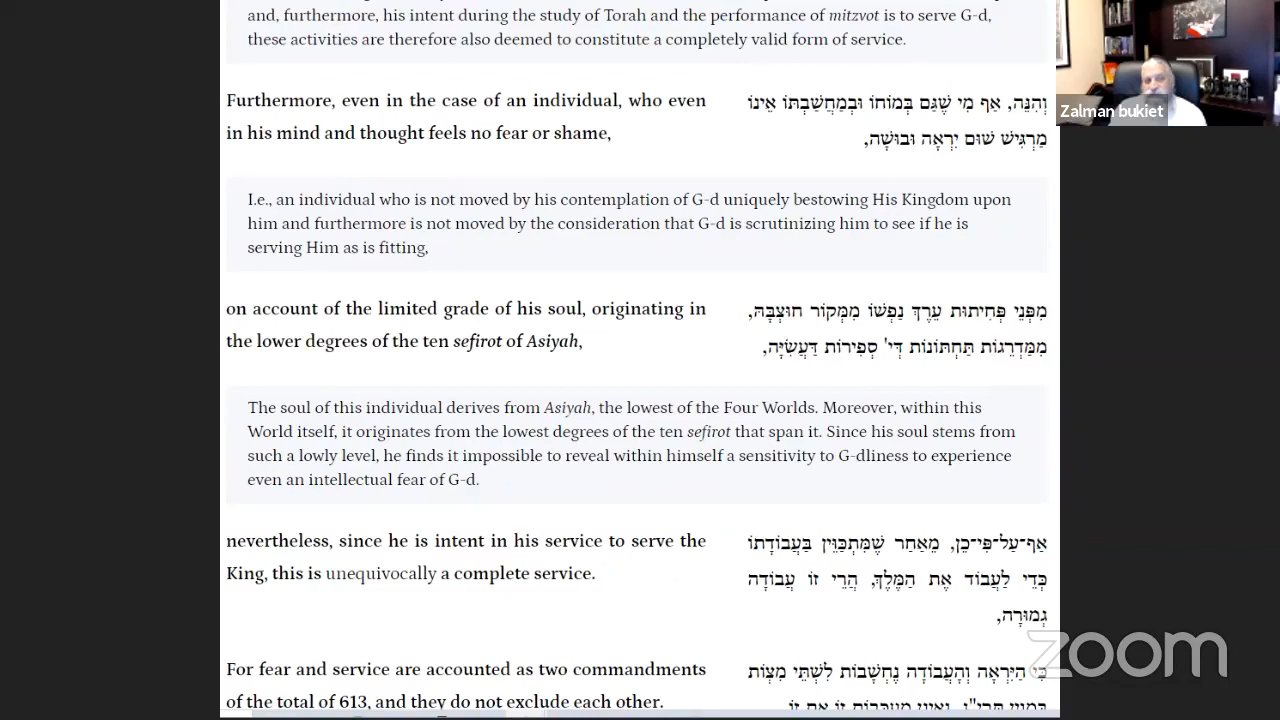 and, furthermore, his intent during the study of Torah and the performance of mitzvot is to serve G-d,
these activities are therefore also deemed to constitute a completely valid form of service.
Furthermore, even in the case of an individual, who even
in his mind and thought feels no fear or shame,
וְהִנֵּה, אַף מִי שֶׁגַּם בְּמוֹחוֹ וּבְמַחֲשַׁבְתּוֹ אֵינוֹ
מַרְגִּישׁ שׁוּם יִרְאָה וּבוּשָׁה,
Zalman bukiet
I.e., an individual who is not moved by his contemplation of G-d uniquely bestowing His Kingdom upon
him and furthermore is not moved by the consideration that G-d is scrutinizing him to see if he is
serving Him as is fitting,
on account of the limited grade of his soul, originating in
the lower degrees of the ten sefirot of Asiyah,
מִפְּנֵי פְּחִיתוּת עֵרֶךְ נַפְשׁוֹ מִמְּקוֹר חוּצְבָהּ,
מִמַּדְרֵגוֹת תַּחְתּוֹנוֹת דְּי' סְפִירוֹת דַּעֲשִׂיָּה,
The soul of this individual derives from Asiyah, the lowest of the Four Worlds. Moreover, within this
World itself, it originates from the lowest degrees of the ten sefirot that span it. Since his soul stems from
such a lowly level, he finds it impossible to reveal within himself a sensitivity to G-dliness to experience
even an intellectual fear of G-d.
nevertheless, since he is intent in his service to serve the
King, this is unequivocally a complete service.
אַף־עַל־פִּי־כֵן, מֵאַחַר שֶׁמִּתְכַּוֵּין בַּעֲבוֹדָתוֹ
כְּדֵי לַעֲבוֹד אֶת הַמֶּלֶךְ, הֲרֵי זוֹ עֲבוֹדָה
גְּמוּרָה,
For fear and service are accounted as two commandments
of the total of 613, and they do not exclude each other.
כִּי הַיִּרְאָה וְהָעֲבוֹדָה נֶחְשָׁבוֹת לִשְׁתֵּי מִצְוֹת
zoom